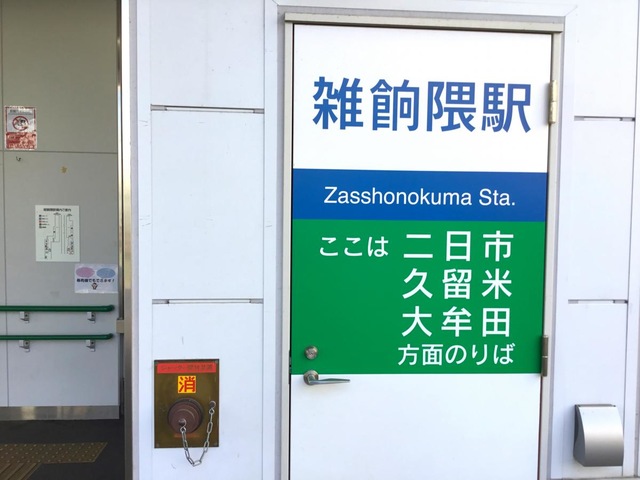 雑餉隈駅
Zasshonokuma Sta.
ここは 二日市
久留米
大牟田
方面のりば
消